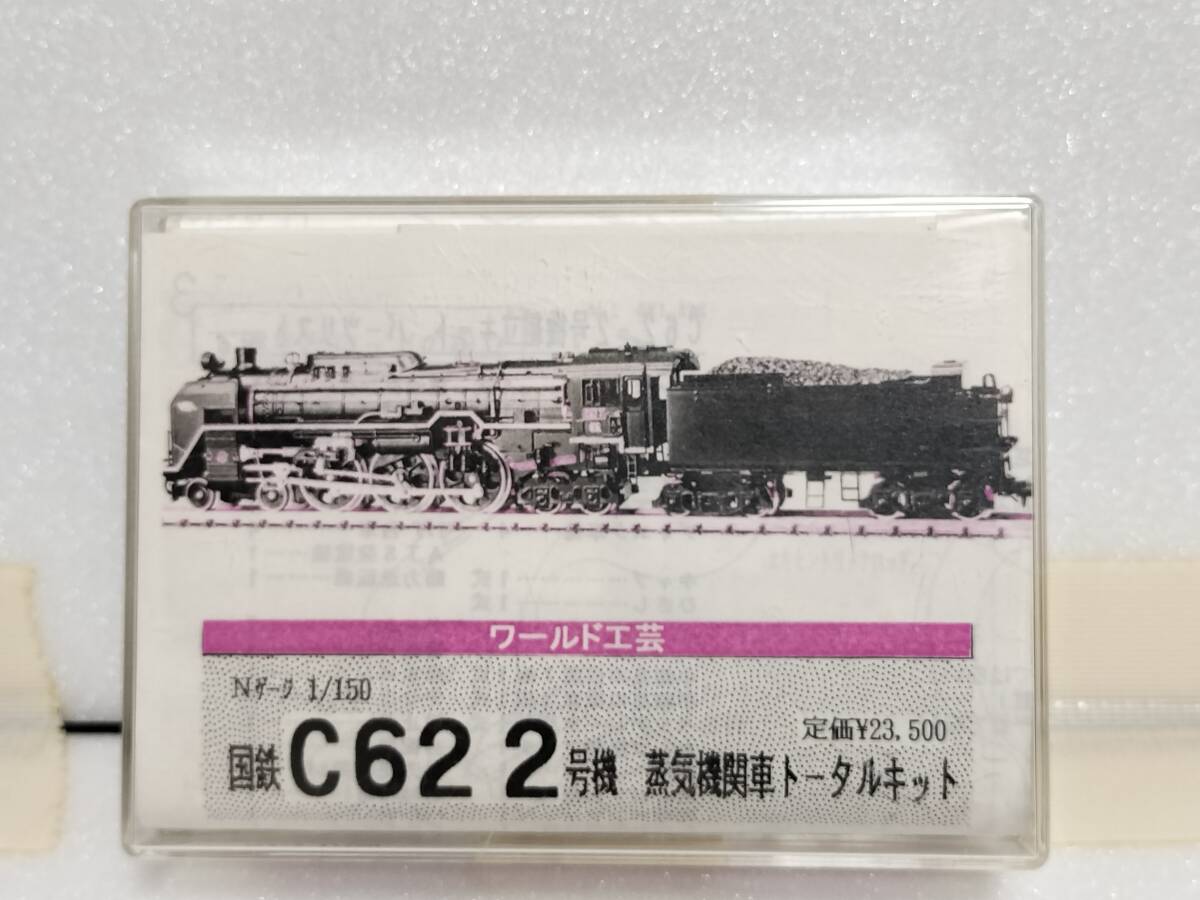 ワールド工芸
Nゲージ 1/150
定価¥23,500
国鉄 C62 2 号機 蒸気機関車トータルキット